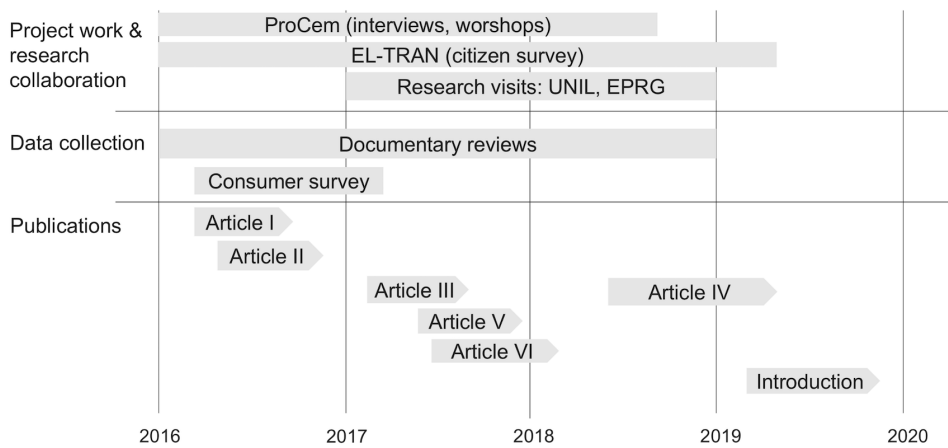 Project work &
research
collaboration
ProCem (interviews, worshops)
EL-TRAN (citizen survey)
Research visits: UNIL, EPRG
Data collection
Documentary reviews
Consumer survey
Publications
Article I
Article II
Article III
Article IV
Article V
Article VI
Introduction
2016 2017 2018 2019 2020